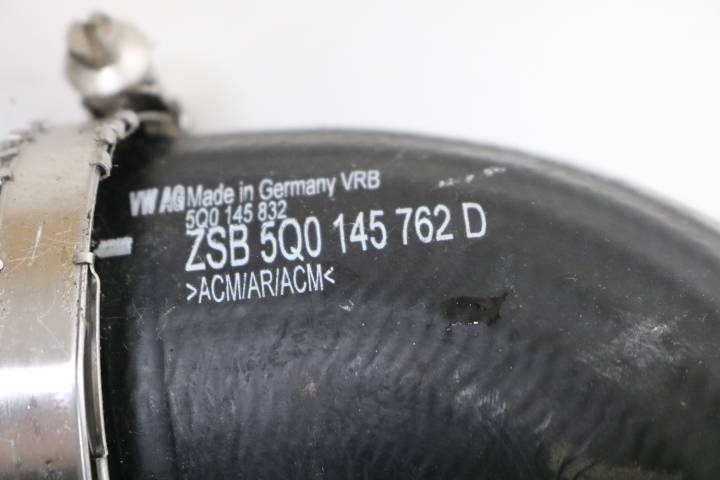 VW AG Made in Germany VRB
5Q0 145 832
ZSB 5Q0 145 762 D
>ACM/AR/ACM<